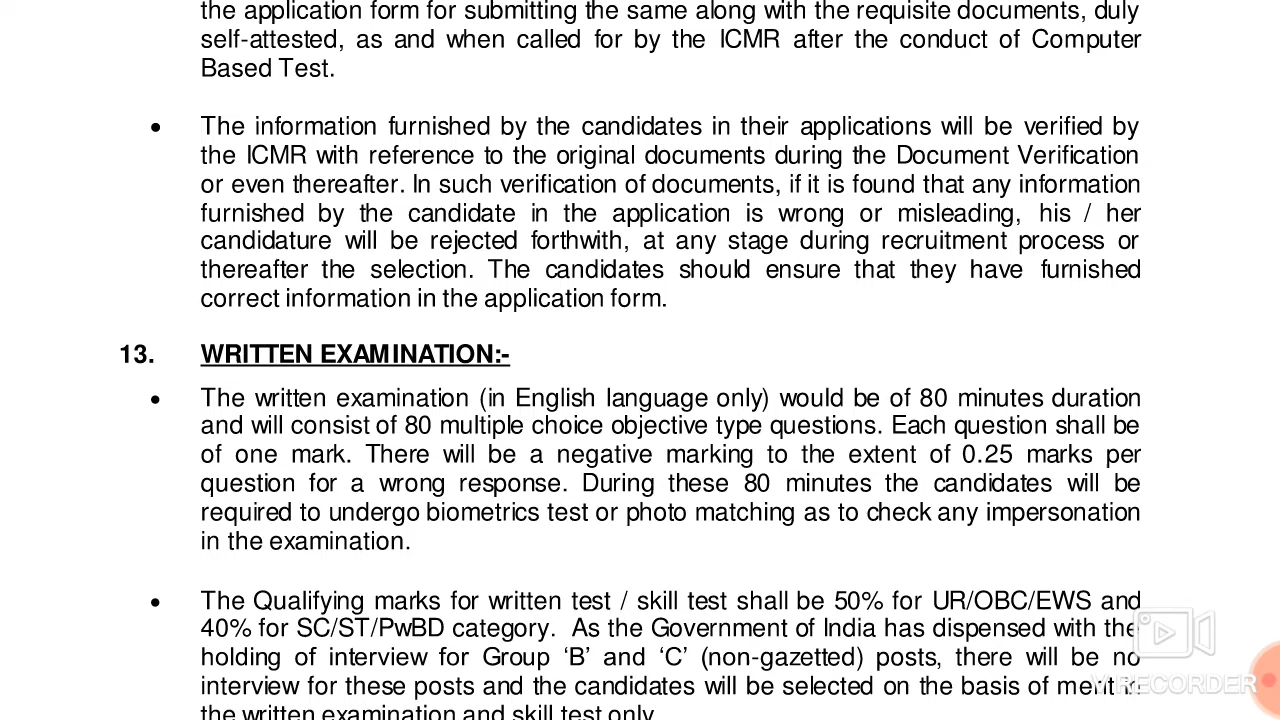 the application form for submitting the same along with the requisite documents, duly
self-attested, as and when called for by the ICMR after the conduct of Computer
Based Test.
• The information furnished by the candidates in their applications will be verified by
the ICMR with reference to the original documents during the Document Verification
or even thereafter. In such verification of documents, if it is found that any information
furnished by the candidate in the application is wrong or misleading, his / her
candidature will be rejected forthwith, at any stage during recruitment process or
thereafter the selection. The candidates should ensure that they have furnished
correct information in the application form.
13. WRITTEN EXAMINATION:-
• The written examination (in English language only) would be of 80 minutes duration
and will consist of 80 multiple choice objective type questions. Each question shall be
of one mark. There will be a negative marking to the extent of 0.25 marks per
question for a wrong response. During these 80 minutes the candidates will be
required to undergo biometrics test or photo matching as to check any impersonation
in the examination.
• The Qualifying marks for written test / skill test shall be 50% for UR/OBC/EWS and
40% for SC/ST/PwBD category. As the Government of India has dispensed with the
holding of interview for Group ‘B’ and ‘C’ (non-gazetted) posts, there will be no
interview for these posts and the candidates will be selected on the basis of merit in
the written examination and skill test only
VIRECORDER